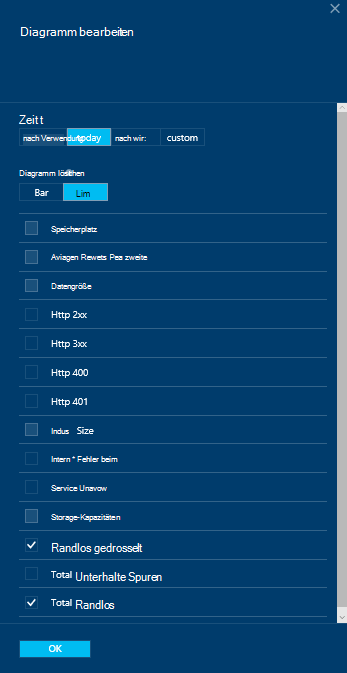 Diagramm bearbeiten
Zeit t
nach Verwendung today nach wir: custom
Diagramm löschen
Bar Lim
Speicherplatz
Aviagen Rewets Pea zweite
Datengröße
Http 2xx
Http 3xx
Http 400
Http 401
Indus Size
Intern * Fehler beim
Service Unavow
Storage-Kapazitäten
Randlos gedrosselt
Total Unterhalte Spuren
Total Randlos
OK